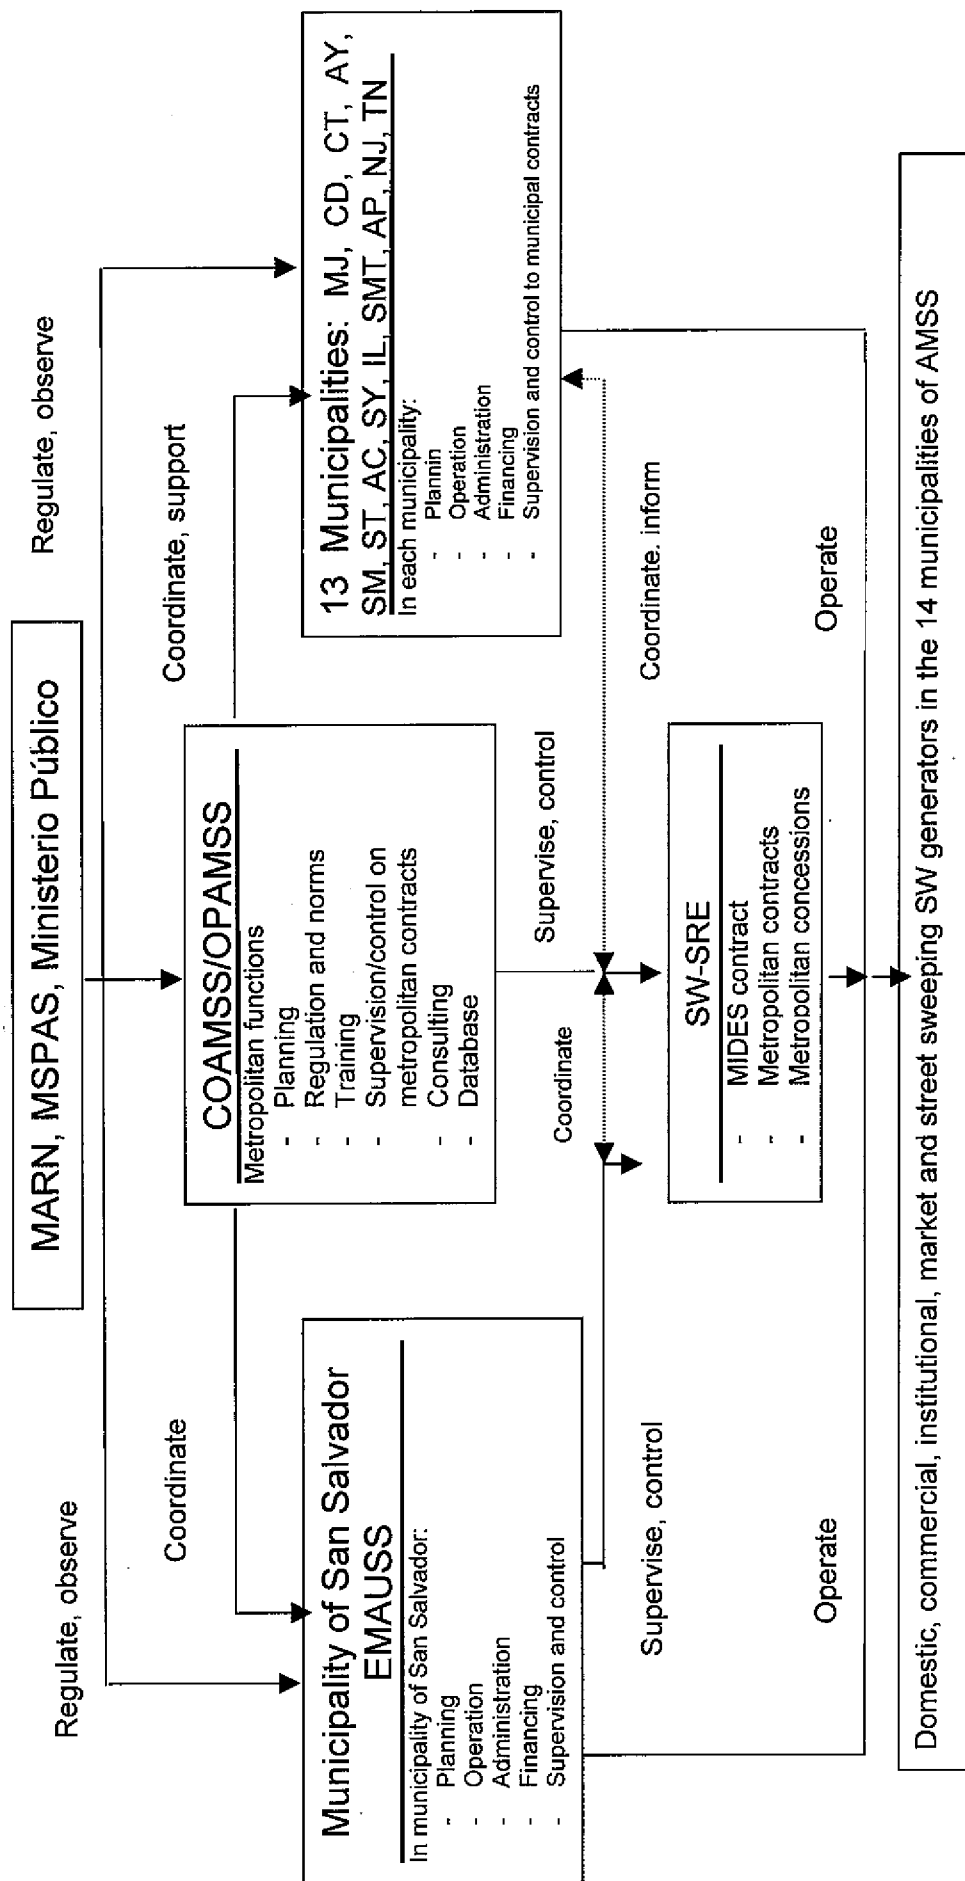 MARN, MSPAS, Ministerio Público
Regulate, observe
Regulate, observe
Coordinate
Coordinate, support
Municipality of San Salvador
EMAUSS
In municipality of San Salvador:
- Planning
- Operation
- Administration
- Financing
- Supervision and control
COAMSS/OPAMSS
Metropolitan functions
- Planning
- Regulation and norms
- Training
- Supervision/control on
metropolitan contracts
- Consulting
- Database
13 Municipalities: MJ, CD, CT, AY,
SM, ST, AC, SY, IL, SMT, AP, NJ, TN
In each municipality:
- Plannin
- Operation
- Administration
- Financing
- Supervision and control to municipal contracts
Supervise, control
Coordinate
Supervise, control
Coordinate. inform
SW-SRE
- MIDES contract
- Metropolitan contracts
- Metropolitan concessions
Operate
Operate
Domestic, commercial, institutional, market and street sweeping SW generators in the 14 municipalities of AMSS